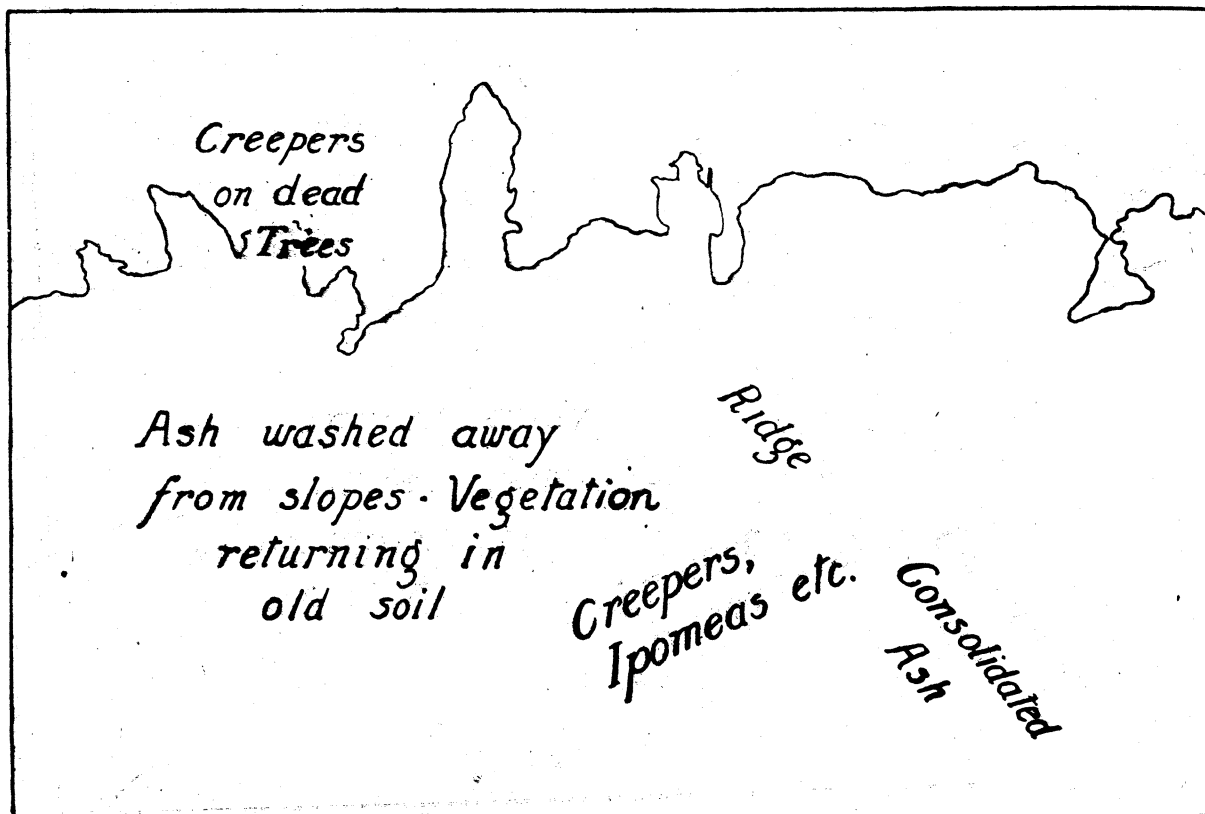 Creepers
on dead
Trees
Ridge
Ash washed away
from slopes. Vegetation
returning in
old soil
Creepers,
Ipomeas etc.
Consolidated
Ash